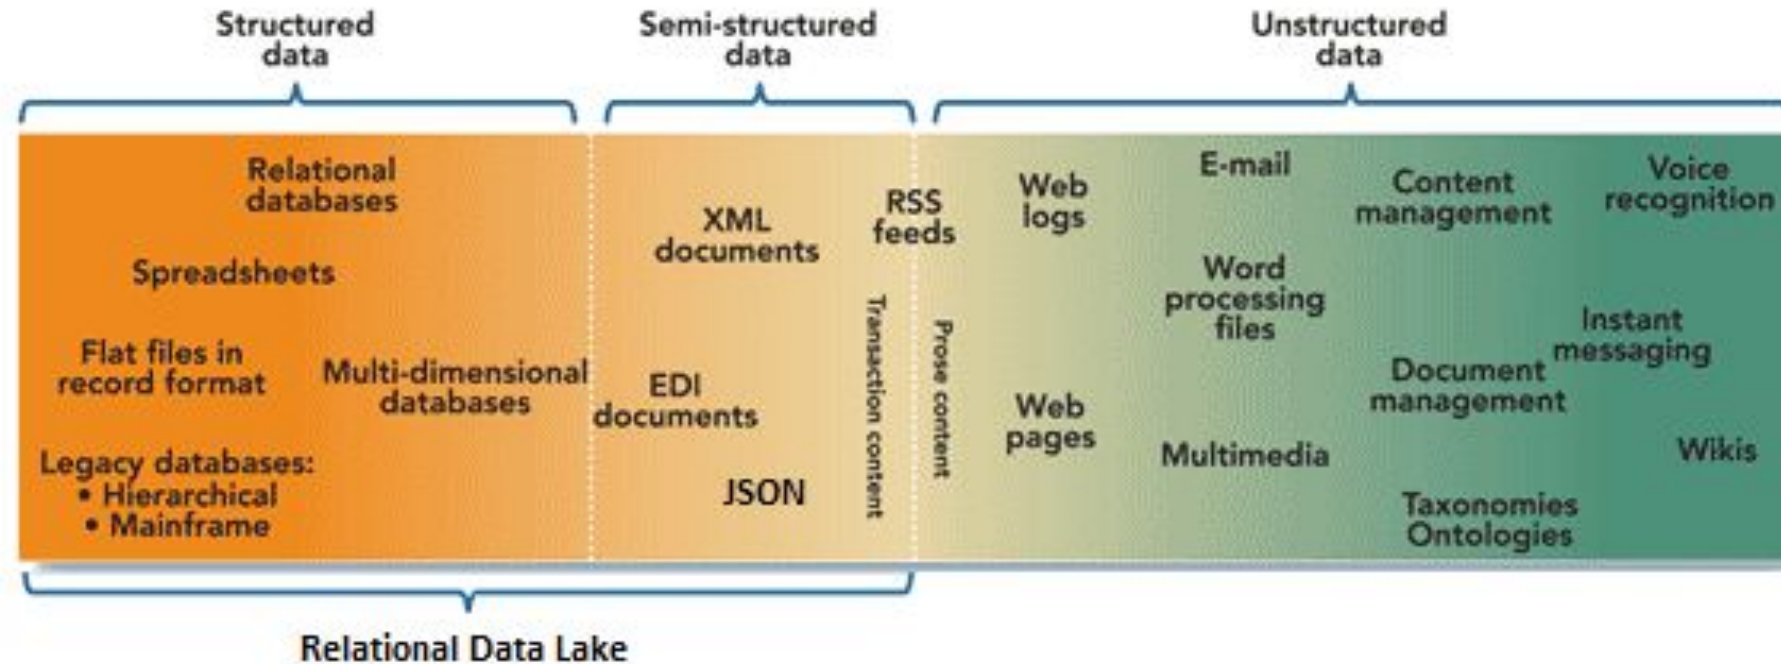 Structured
data
Semi-structured
data
Unstructured
data
Relational
databases
Spreadsheets
Flat files in
record format
Multi-dimensional
databases
Legacy databases:
• Hierarchical
• Mainframe
XML
documents
RSS
feeds
EDI
documents
JSON
Transaction content
Prose content
Web
logs
Web
pages
E-mail
Word
processing
files
Multimedia
Content
management
Document
management
Taxonomies
Ontologies
Voice
recognition
Instant
messaging
Wikis
Relational Data Lake